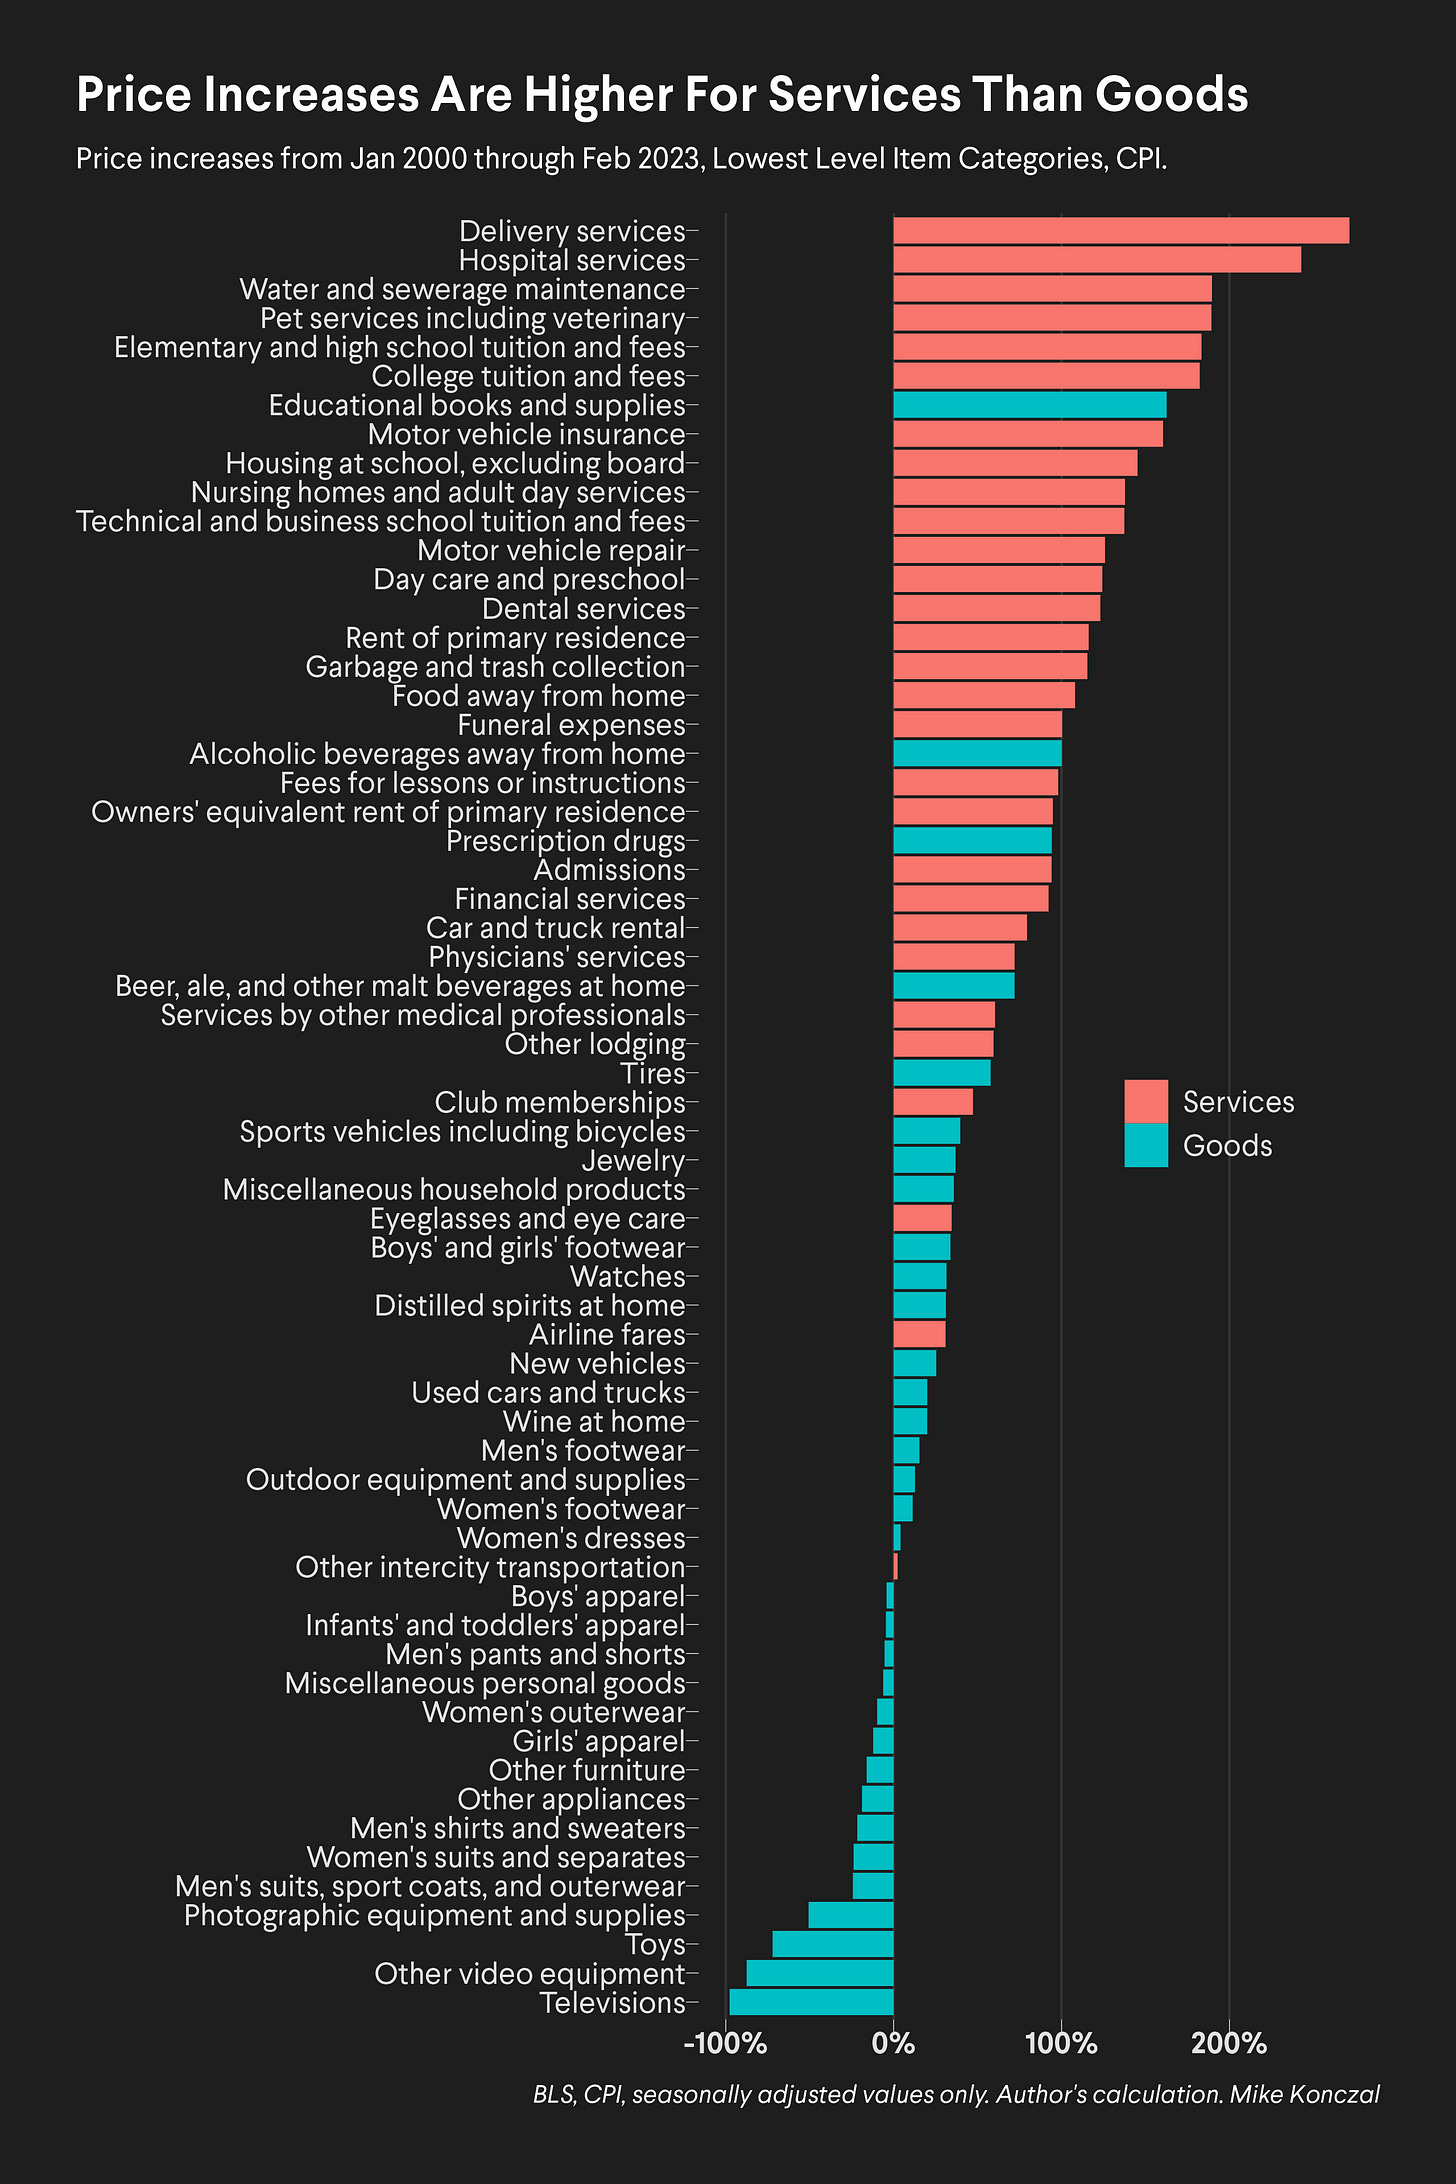 Price Increases Are Higher For Services Than Goods
Price increases from Jan 2000 through Feb 2023, Lowest Level Item Categories, CPI.
Delivery services
Hospital services
Water and sewerage maintenance
Pet services including veterinary
Elementary and high school tuition and fees
College tuition and fees
Educational books and supplies
Motor vehicle insurance
Housing at school, excluding board
Nursing homes and adult day services
Technical and business school tuition and fees
Motor vehicle repair
Day care and preschool
Dental services
Rent of primary residence
Garbage and trash collection
Food away from home
Funeral expenses
Alcoholic beverages away from home
Fees for lessons or instructions
Owners' equivalent rent of primary residence
Prescription drugs
Admissions
Financial services
Car and truck rental
Physicians' services
Beer, ale, and other malt beverages at home
Services by other medical professionals
Other lodging
Tires
Club memberships
Sports vehicles including bicycles
Jewelry
Miscellaneous household products
Eyeglasses and eye care
Boys' and girls' footwear
Watches
Distilled spirits at home
Airline fares
New vehicles
Used cars and trucks
Wine at home
Men's footwear
Outdoor equipment and supplies
Women's footwear
Women's dresses
Other intercity transportation
Boys' apparel
Infants' and toddlers' apparel
Men's pants and shorts
Miscellaneous personal goods
Women's outerwear
Girls' apparel
Other furniture
Other appliances
Men's shirts and sweaters
Women's suits and separates
Men's suits, sport coats, and outerwear
Photographic equipment and supplies
Toys
Other video equipment
Televisions
Services
Goods
-100% 0% 100% 200%
BLS, CPI, seasonally adjusted values only. Author's calculation. Mike Konczal